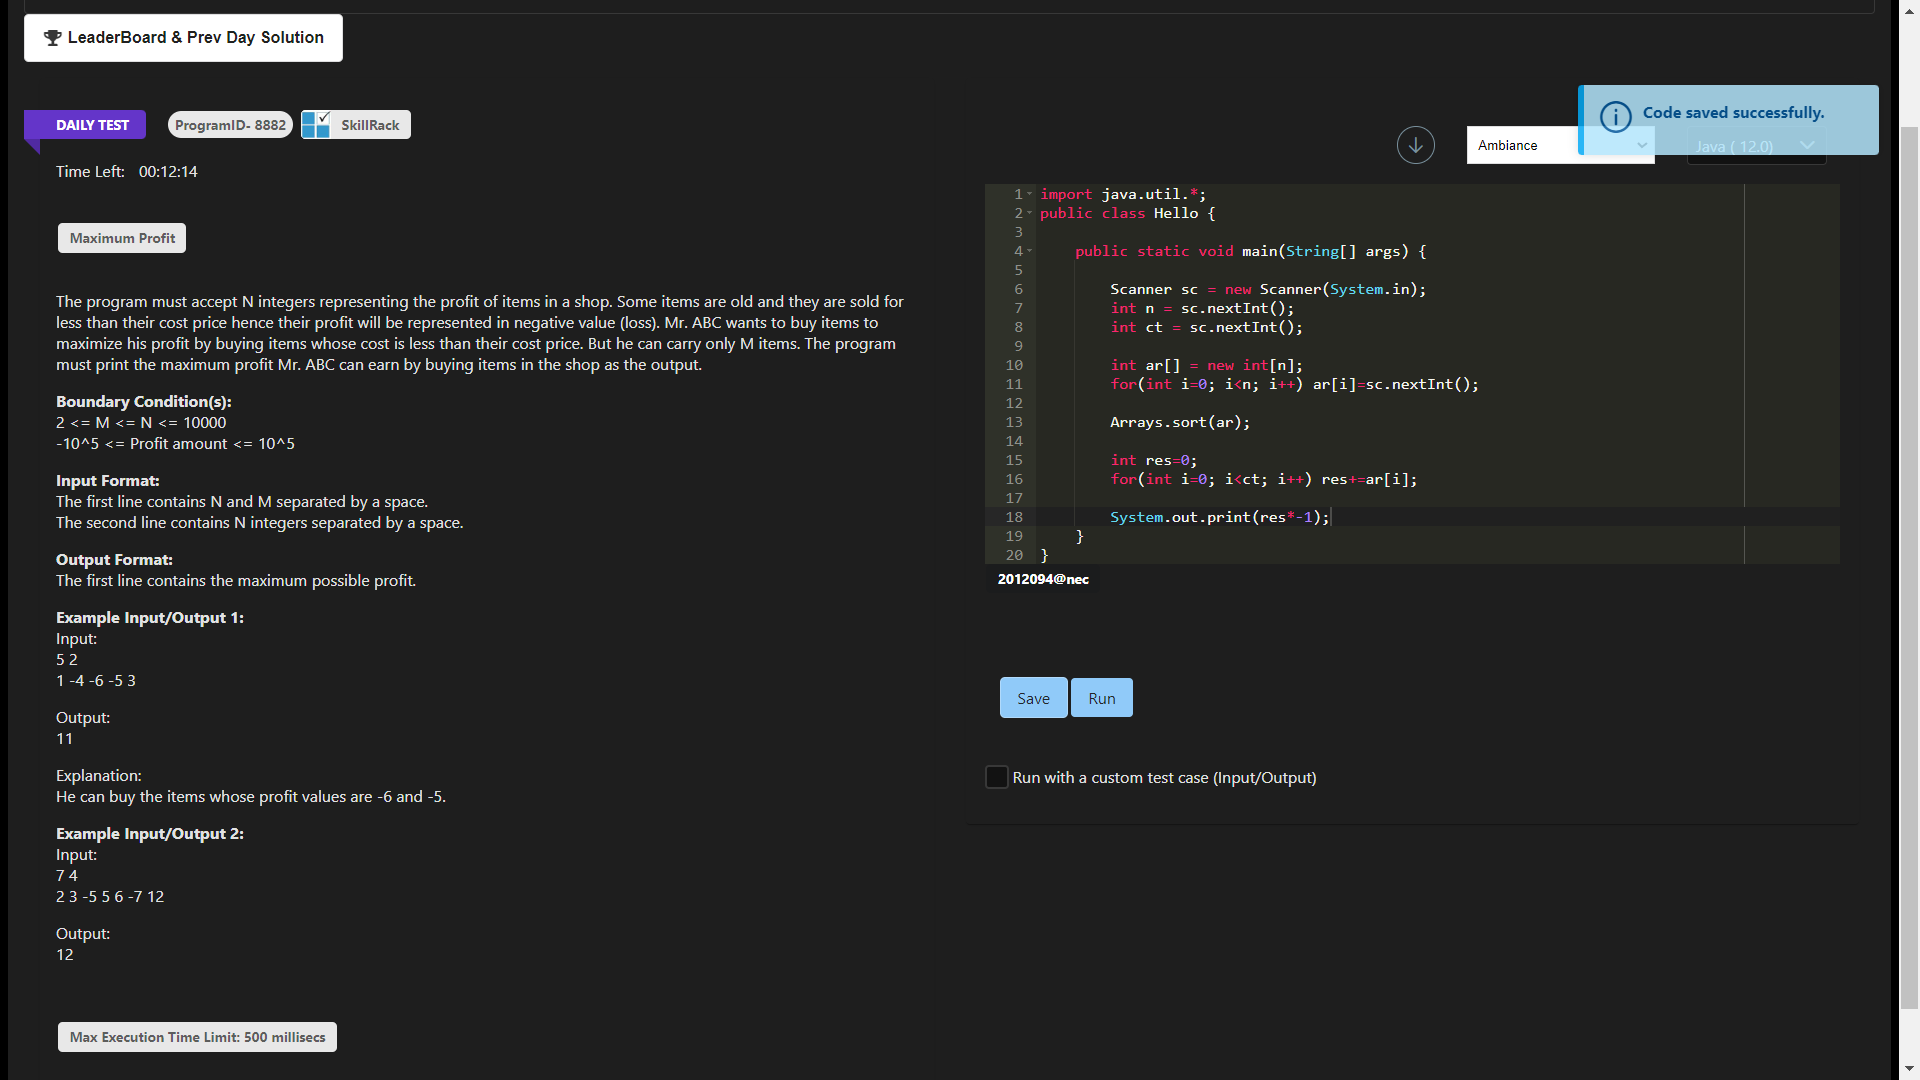 LeaderBoard & Prev Day Solution
DAILY TEST
ProgramID- 8882
SkillRack
Time Left: 00:12:14
Maximum Profit
The program must accept N integers representing the profit of items in a shop. Some items are old and they are sold for
less than their cost price hence their profit will be represented in negative value (loss). Mr. ABC wants to buy items to
maximize his profit by buying items whose cost is less than their cost price. But he can carry only M items. The program
must print the maximum profit Mr. ABC can earn by buying items in the shop as the output.
Boundary Condition(s):
2 <= M <= N <= 10000
-10^5 <= Profit amount <= 10^5
Input Format:
The first line contains N and M separated by a space.
The second line contains N integers separated by a space.
Output Format:
The first line contains the maximum possible profit.
Example Input/Output 1:
Input:
5 2
1 -4 -6 -5 3
Output:
11
Explanation:
He can buy the items whose profit values are -6 and -5.
Example Input/Output 2:
Input:
7 4
2 3 -5 5 6 -7 12
Output:
12
Max Execution Time Limit: 500 millisecs
Code saved successfully.
Ambiance
Java ( 12.0)
1 import java.util.*;
2 public class Hello {
3
4 public static void main(String[] args) {
5
6 Scanner sc = new Scanner(System.in);
7 int n = sc.nextInt();
8 int ct = sc.nextInt();
9
10 int ar[] = new int[n];
11 for(int i=0; i<n; i++) ar[i]=sc.nextInt();
12
13 Arrays.sort(ar);
14
15 int res=0;
16 for(int i=0; i<ct; i++) res+=ar[i];
17
18 System.out.print(res*-1);
19 }
20 }
2012094@nec
Save
Run
Run with a custom test case (Input/Output)